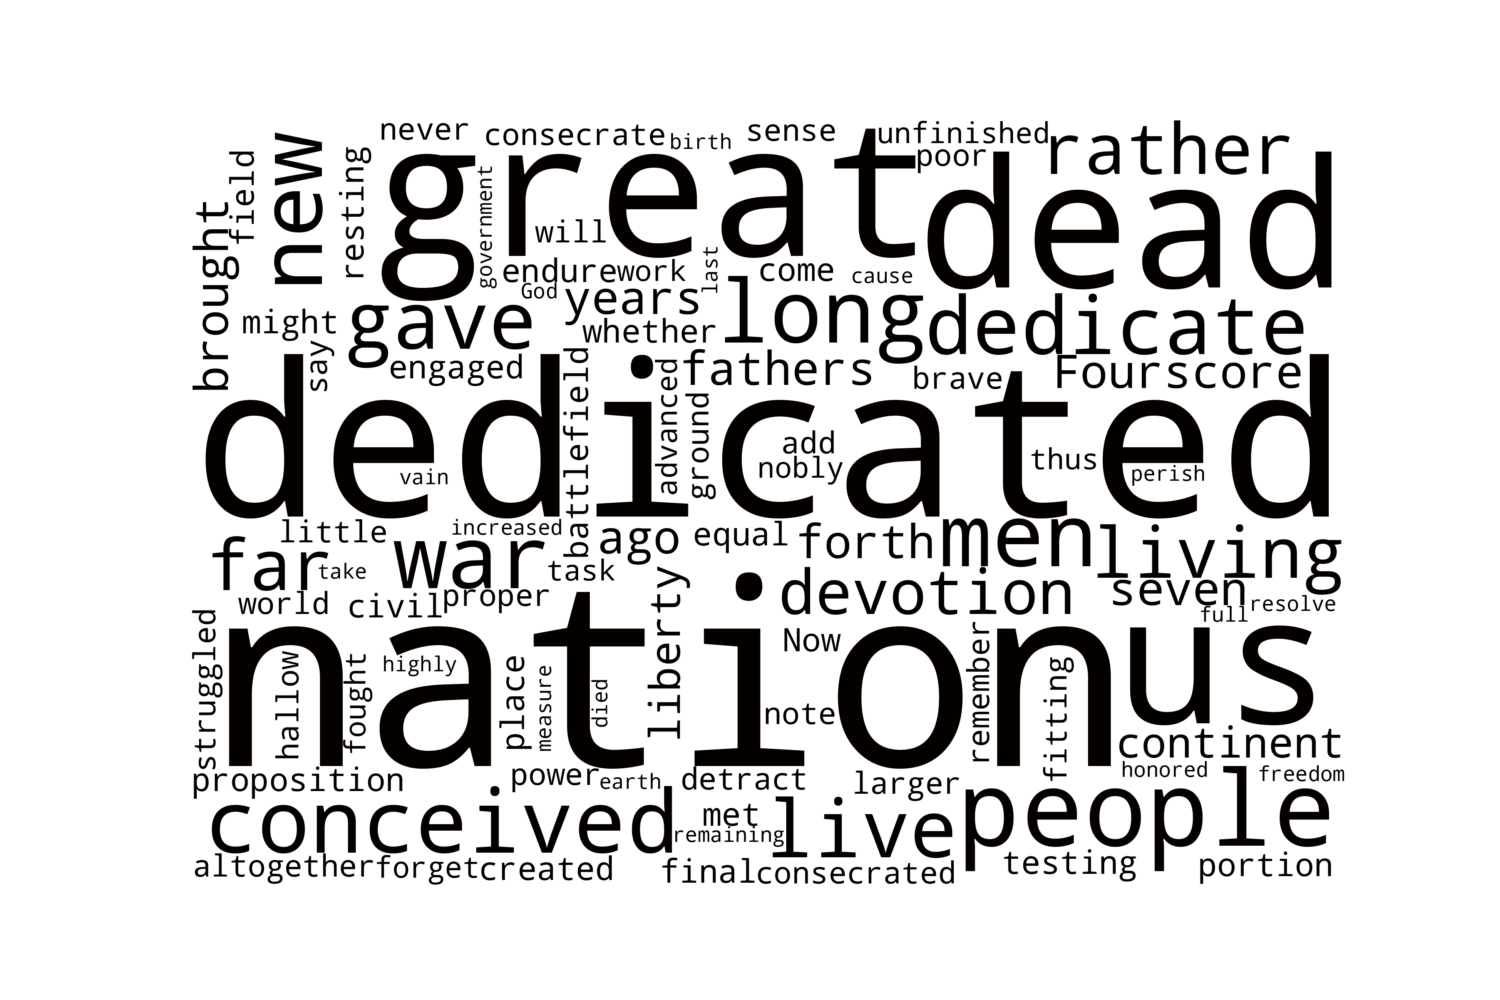 never consecrate birth sense unfinished
poor rather
field new resting great dead
government will
brought endure work last come cause
God years long
might gave whether dedicate
say engaged fathers brave Fourscore
dedicated
battlefield advanced ground add
nobly thus
vain perish
little increased ago equal forth men living
far take war task devotion seven
world civil proper full resolve
nation us
struggled hallow fought highly place measure died liberty Now remember fitting
note continent
proposition power earth detract larger honored freedom
conceived met live people
remaining
altogether forget created final consecrated testing portion